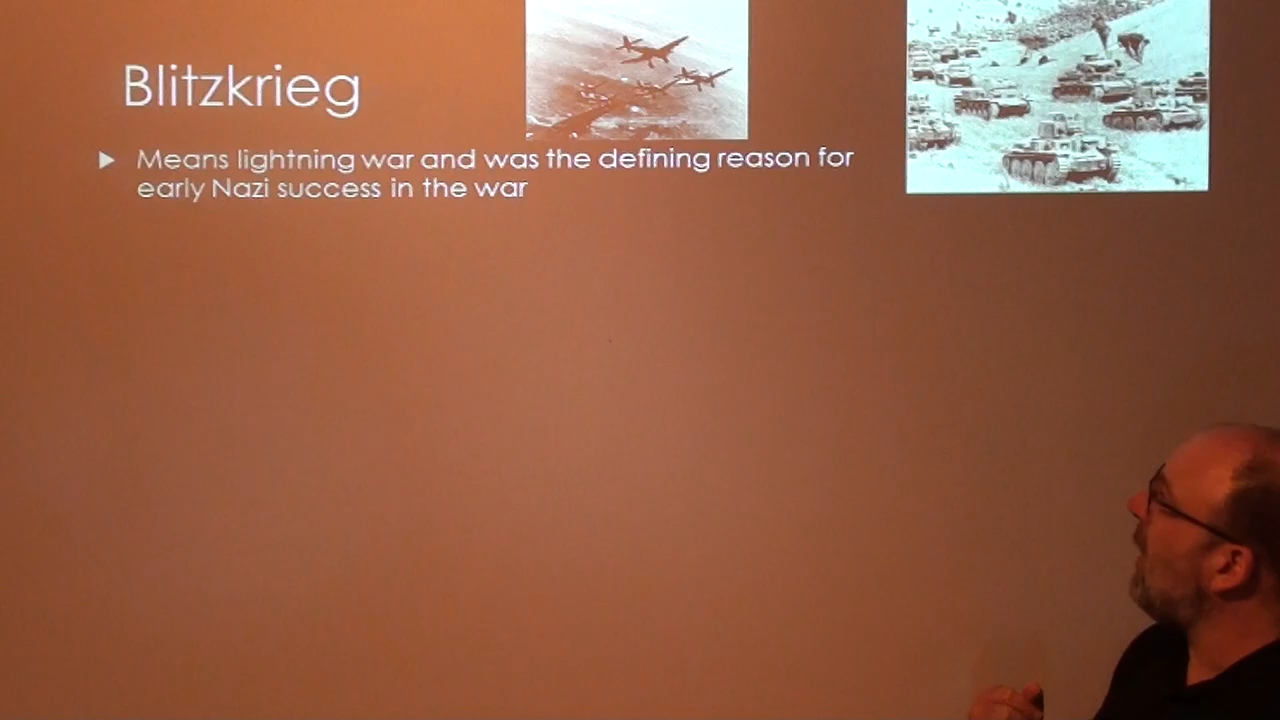 Blitzkrieg
Means lightning war and was the defining reason for
early Nazi success in the war